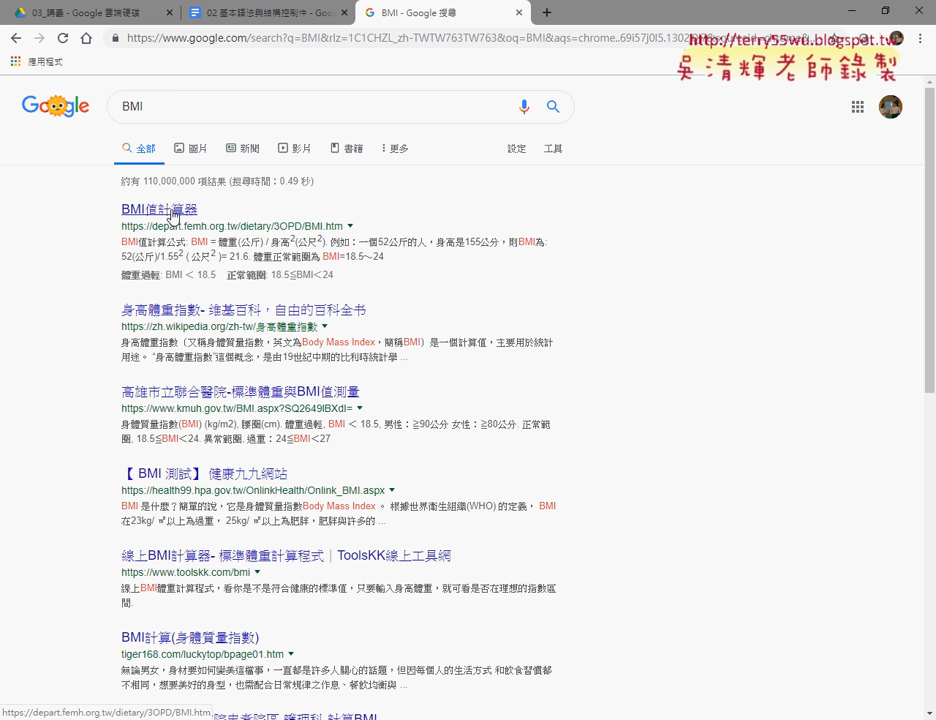 03_講義 - Google 雲端硬碟
02 基本語法與結構控制件 - Goo
BMI - Google 搜尋
https://www.google.com/search?q=BMI&rlz=1C1CHZL_zh-TWTW763TW763&oq=BMI&aqs=chrome..69i57j0l5.1302
http://terry55wu.blogspot.tw
吳清輝老師錄製
應用程式
Google
BMI
全部
圖片
新聞
影片
書籍
更多
設定
工具
約有 110,000,000 項結果 (搜尋時間：0.49 秒)
BMI值計算器
https://depart.femh.org.tw/dietary/3OPD/BMI.htm
BMI值計算公式: BMI = 體重(公斤) / 身高2(公尺2). 例如：一個52公斤的人，身高是155公分，則BMI為:
52(公斤)/1.552 ( 公尺2 )= 21.6. 體重正常範圍為 BMI=18.5～24
體重過輕: BMI < 18.5 正常範圍: 18.5≦BMI<24
身高體重指數- 維基百科，自由的百科全書
https://zh.wikipedia.org/zh-tw/身高體重指數
身高體重指數（又稱身體質量指數，英文為Body Mass Index，簡稱BMI）是一個計算值，主要用於統計
用途。 "身高體重指數"這個概念，是由19世紀中期的比利時統計學 ...
高雄市立聯合醫院-標準體重與BMI值測量
https://www.kmuh.gov.tw/BMI.aspx?SQ2649IBXdI=
身體質量指數(BMI) (kg/m2), 腰圍(cm). 體重過輕, BMI < 18.5, 男性：≧90公分 女性：≧80公分. 正常範
圍, 18.5≦BMI<24. 異常範圍. 過重：24≦BMI<27
【 BMI 測試】 健康九九網站
https://health99.hpa.gov.tw/OnlinkHealth/Onlink_BMI.aspx
BMI 是什麼？簡單的說，它是身體質量指數Body Mass Index 。 根據世界衛生組織(WHO) 的定義， BMI
在23kg/ ㎡以上為過重， 25kg/ ㎡以上為肥胖，肥胖與許多的 ...
線上BMI計算器- 標準體重計算程式｜ToolsKK線上工具網
https://www.toolskk.com/bmi
線上BMI體重計算程式，看你是不是符合健康的標準值，只要輸入身高體重，就可看是否在理想的指數區
間.
BMI計算(身體質量指數)
tiger168.com/luckytop/bpage01.htm
無論男女，身材要如何變美這檔事，一直都是許多人關心的話題，但因每個人的生活方式 和飲食習慣都
不相同，想要美好的身型，也需配合日常規律之作息、餐飲均衡與 ...
https://depart.femh.org.tw/dietary/3OPD/BMI.htm